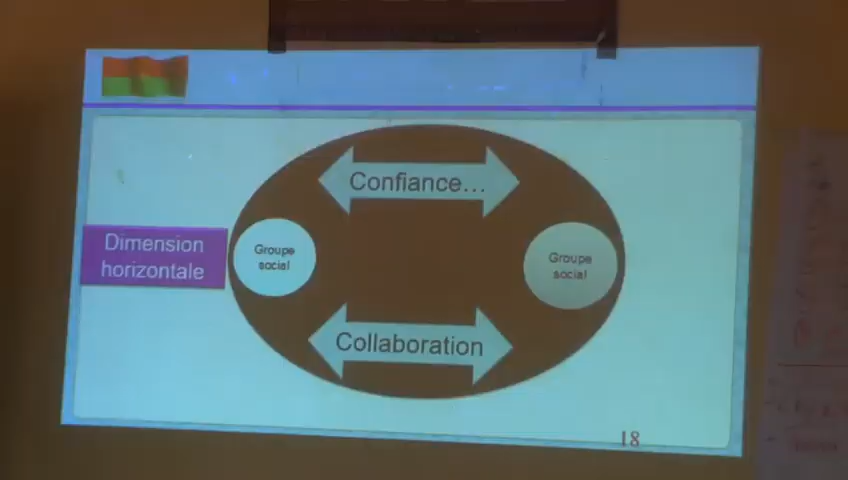 Confiance...
Dimension
horizontale
Groupe
social
Groupe
social
Collaboration
18